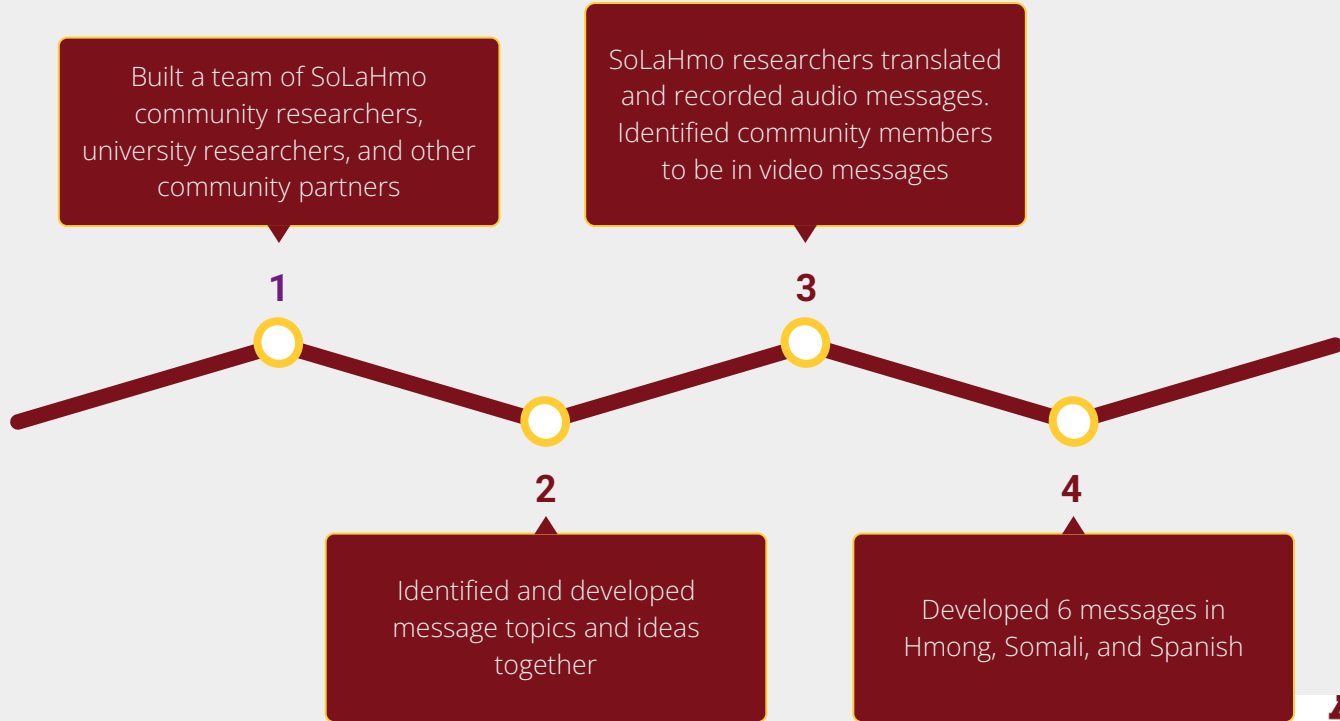 Built a team of SoLaHmo
community researchers,
university researchers, and other
community partners
1
Identified and developed
message topics and ideas
together
2
SoLaHmo researchers translated
and recorded audio messages.
Identified community members
to be in video messages
3
Developed 6 messages in
Hmong, Somali, and Spanish
4